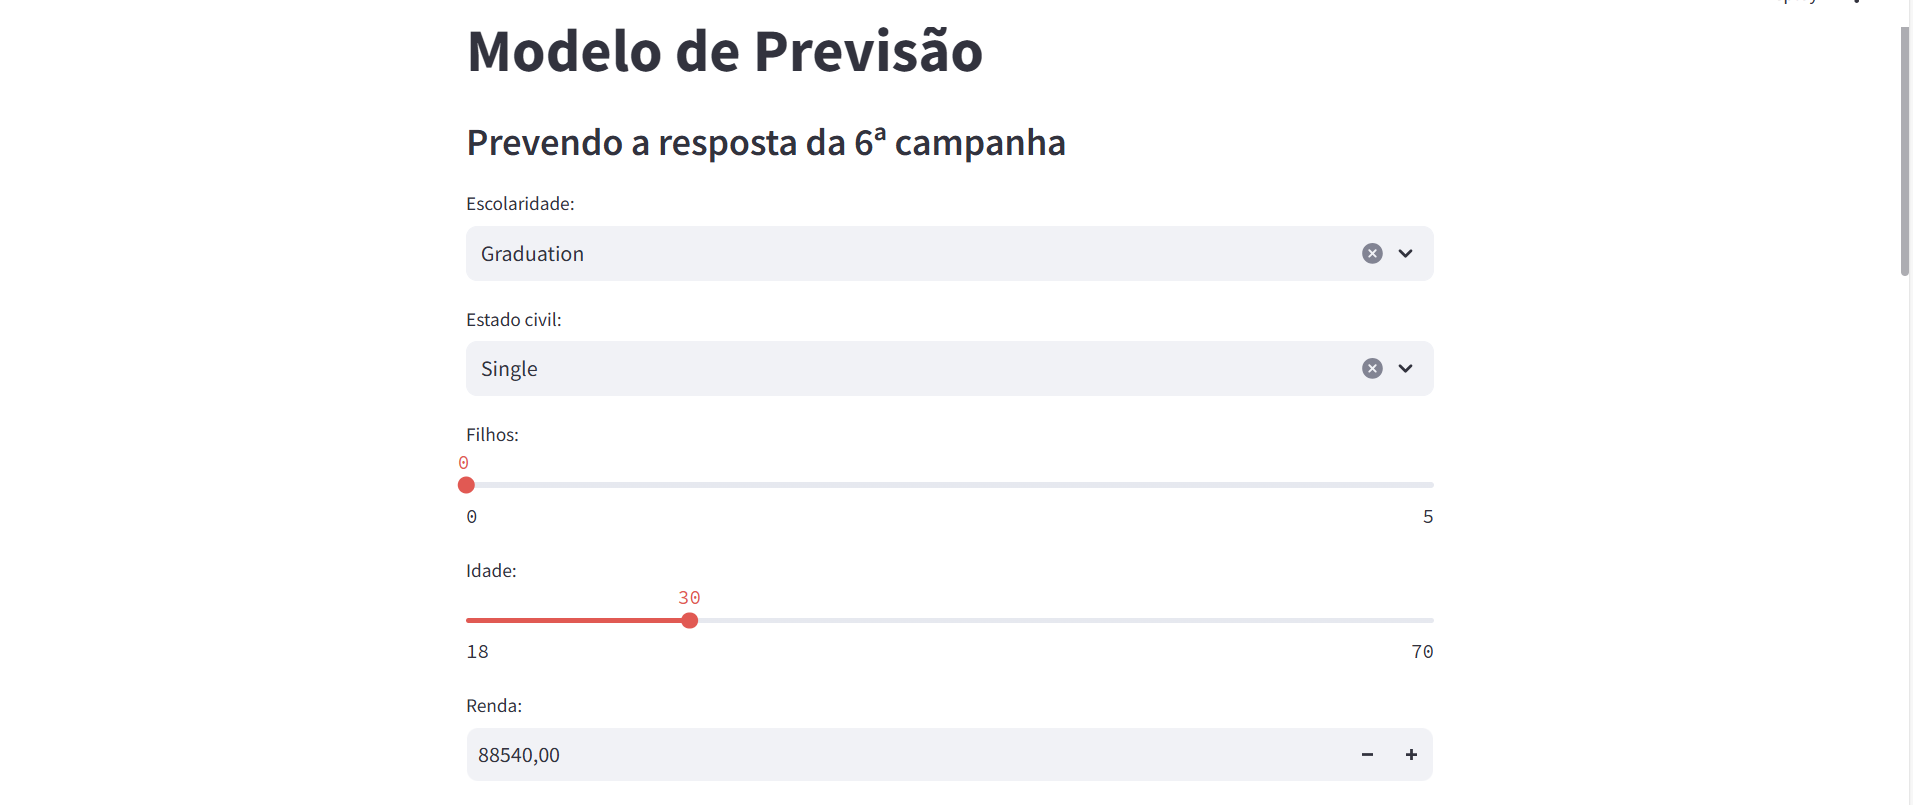 Modelo de Previsão
Prevendo a resposta da 6ª campanha
Escolaridade:
Graduation
Estado civil:
Single
Filhos:
0
0 5
Idade:
30
18 70
Renda:
88540,00